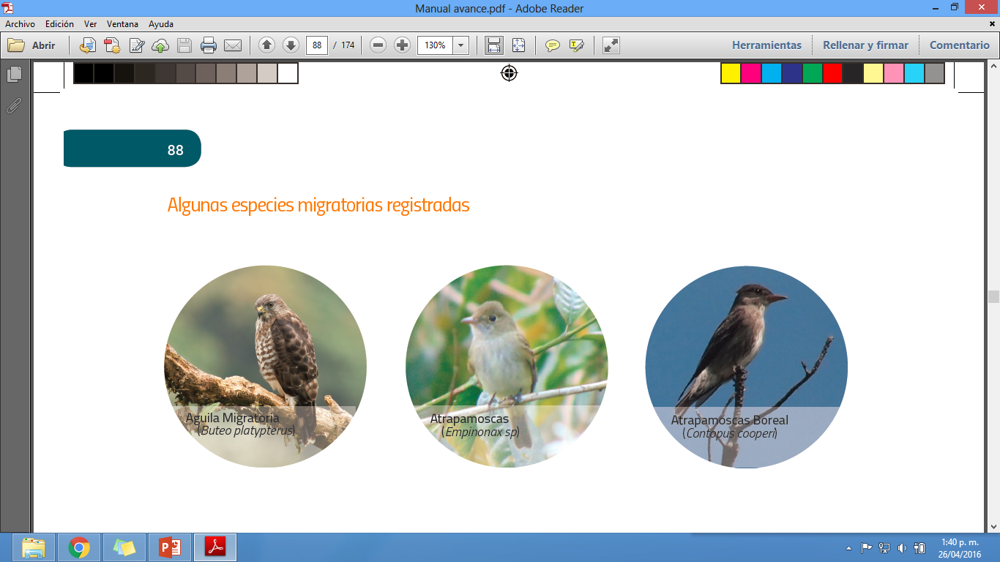 Manual avance.pdf - Adobe Reader
Archivo Edición Ver Ventana Ayuda
Abrir 88 / 174 130% Herramientas Rellenar y firmar Comentario
88
Algunas especies migratorias registradas
Aguila Migratoria
(Buteo platypterus)
Atrapamoscas
(Empinonax sp)
Atrapamoscas Boreal
(Contopus cooperi)
1:40 p. m.
26/04/2016